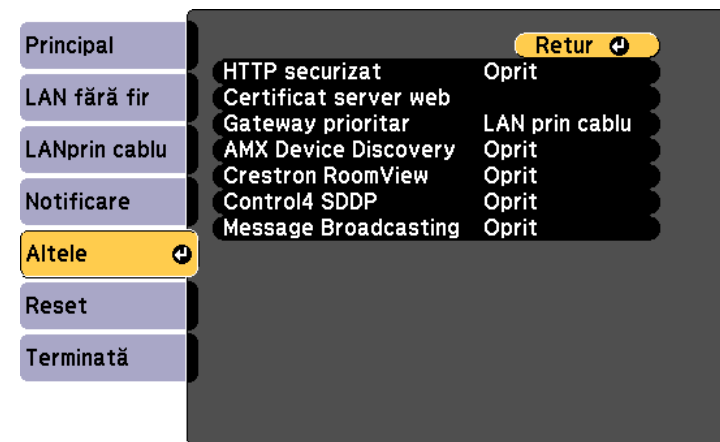 Principal
LAN fără fir
LANprin cablu
Notificare
Altele
Reset
Terminată
Retur
HTTP securizat Oprit
Certificat server web
Gateway prioritar LAN prin cablu
AMX Device Discovery Oprit
Crestron RoomView Oprit
Control4 SDDP Oprit
Message Broadcasting Oprit